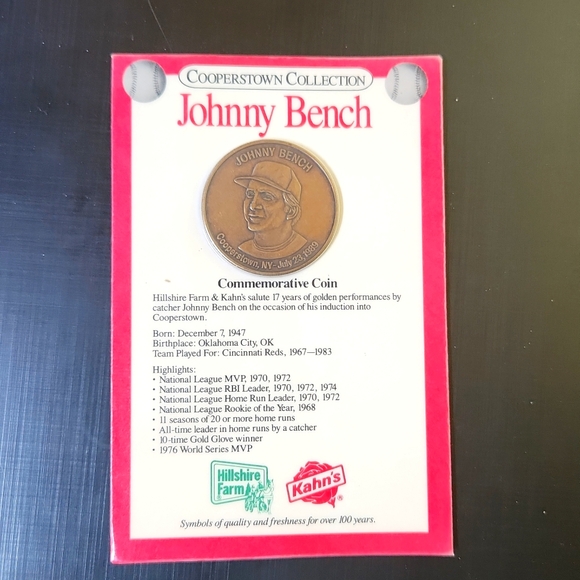 COOPERSTOWN COLLECTION
Johnny Bench
JOHNNY BENCH
Cooperstown, NY - July 23, 1989
Commemorative Coin
Hillshire Farm & Kahn's salute 17 years of golden performances by
catcher Johnny Bench on the occasion of his induction into
Cooperstown.
Born: December 7, 1947
Birthplace: Oklahoma City, OK
Team Played For: Cincinnati Reds, 1967—1983
Highlights:
• National League MVP, 1970, 1972
• National League RBI Leader, 1970, 1972, 1974
• National League Home Run Leader, 1970, 1972
• National League Rookie of the Year, 1968
• 11 seasons of 20 or more home runs
• All-time leader in home runs by a catcher
• 10-time Gold Glove winner
• 1976 World Series MVP
Hillshire
Farm
Kahn's
®
Symbols of quality and freshness for over 100 years.